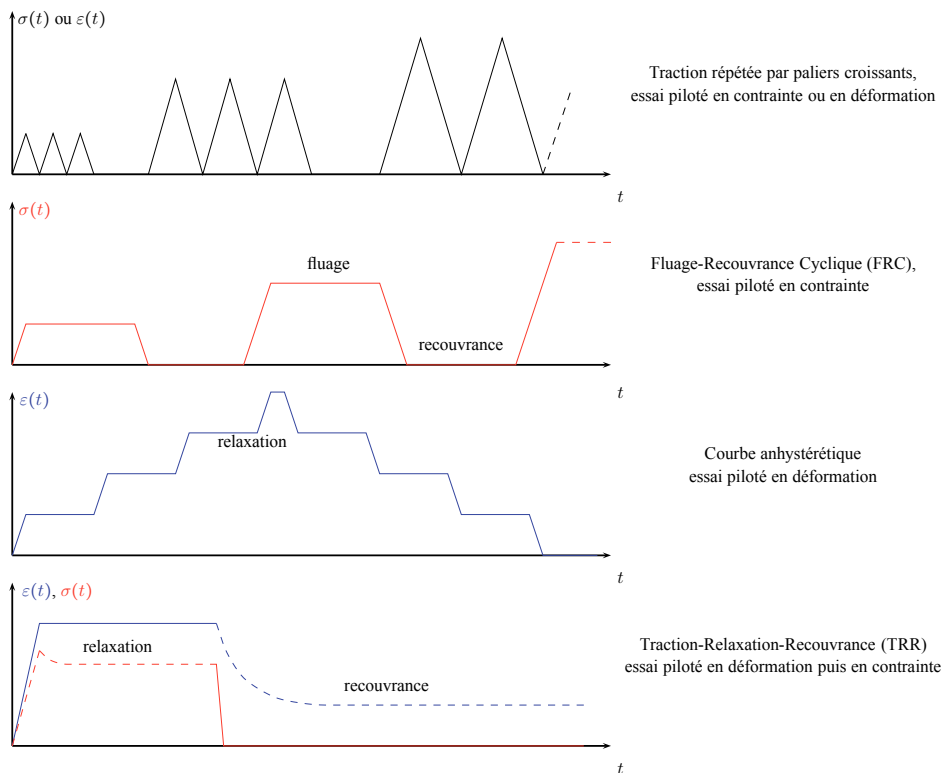 σ(t) ou ε(t)
Traction répétée par paliers croissants,
essai piloté en contrainte ou en déformation
t
σ(t)
fluage
recouvrance
Fluage-Recouvrance Cyclique (FRC),
essai piloté en contrainte
t
ε(t)
relaxation
Courbe anhystérétique
essai piloté en déformation
t
ε(t), σ(t)
relaxation
recouvrance
Traction-Relaxation-Recouvrance (TRR)
essai piloté en déformation puis en contrainte
t